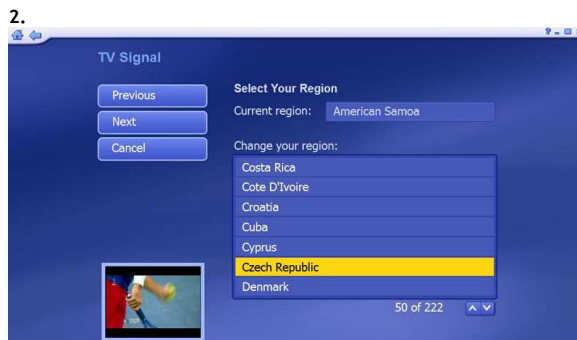 2.
? -
TV Signal
Previous
Next
Cancel
Select Your Region
Current region: American Samoa
Change your region:
Costa Rica
Cote D'Ivoire
Croatia
Cuba
Cyprus
Czech Republic
Denmark
50 of 222